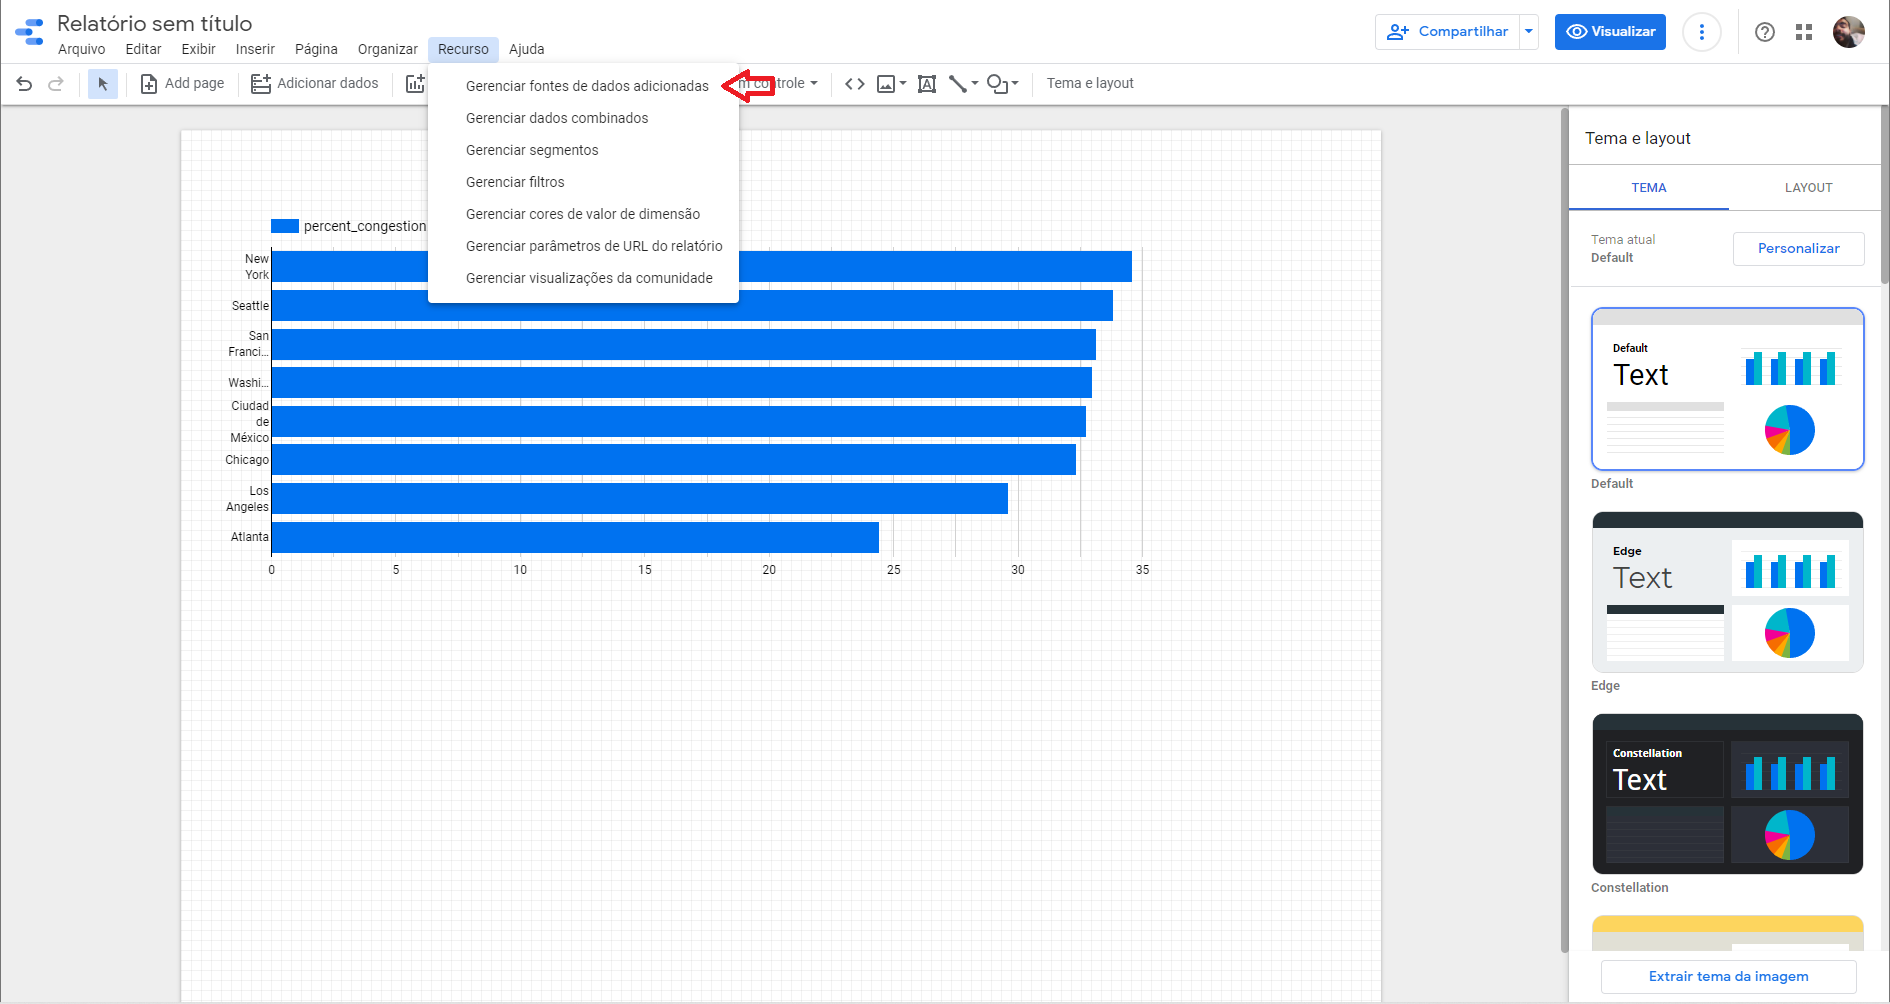 Relatório sem título
Arquivo Editar Exibir Inserir Página Organizar Recurso Ajuda
Compartilhar
Visualizar
Add page
Adicionar dados
m controle
Tema e layout
Gerenciar fontes de dados adicionadas
Gerenciar dados combinados
Gerenciar segmentos
Gerenciar filtros
Gerenciar cores de valor de dimensão
Gerenciar parâmetros de URL do relatório
Gerenciar visualizações da comunidade
percent_congestion
New
York
Seattle
San
Franci...
Washi...
Ciudad
de
México
Chicago
Los
Angeles
Atlanta
0 5 10 15 20 25 30 35
Tema e layout
TEMA LAYOUT
Tema atual
Default
Personalizar
Default
Text
Default
Edge
Text
Edge
Constellation
Text
Constellation
Extrair tema da imagem